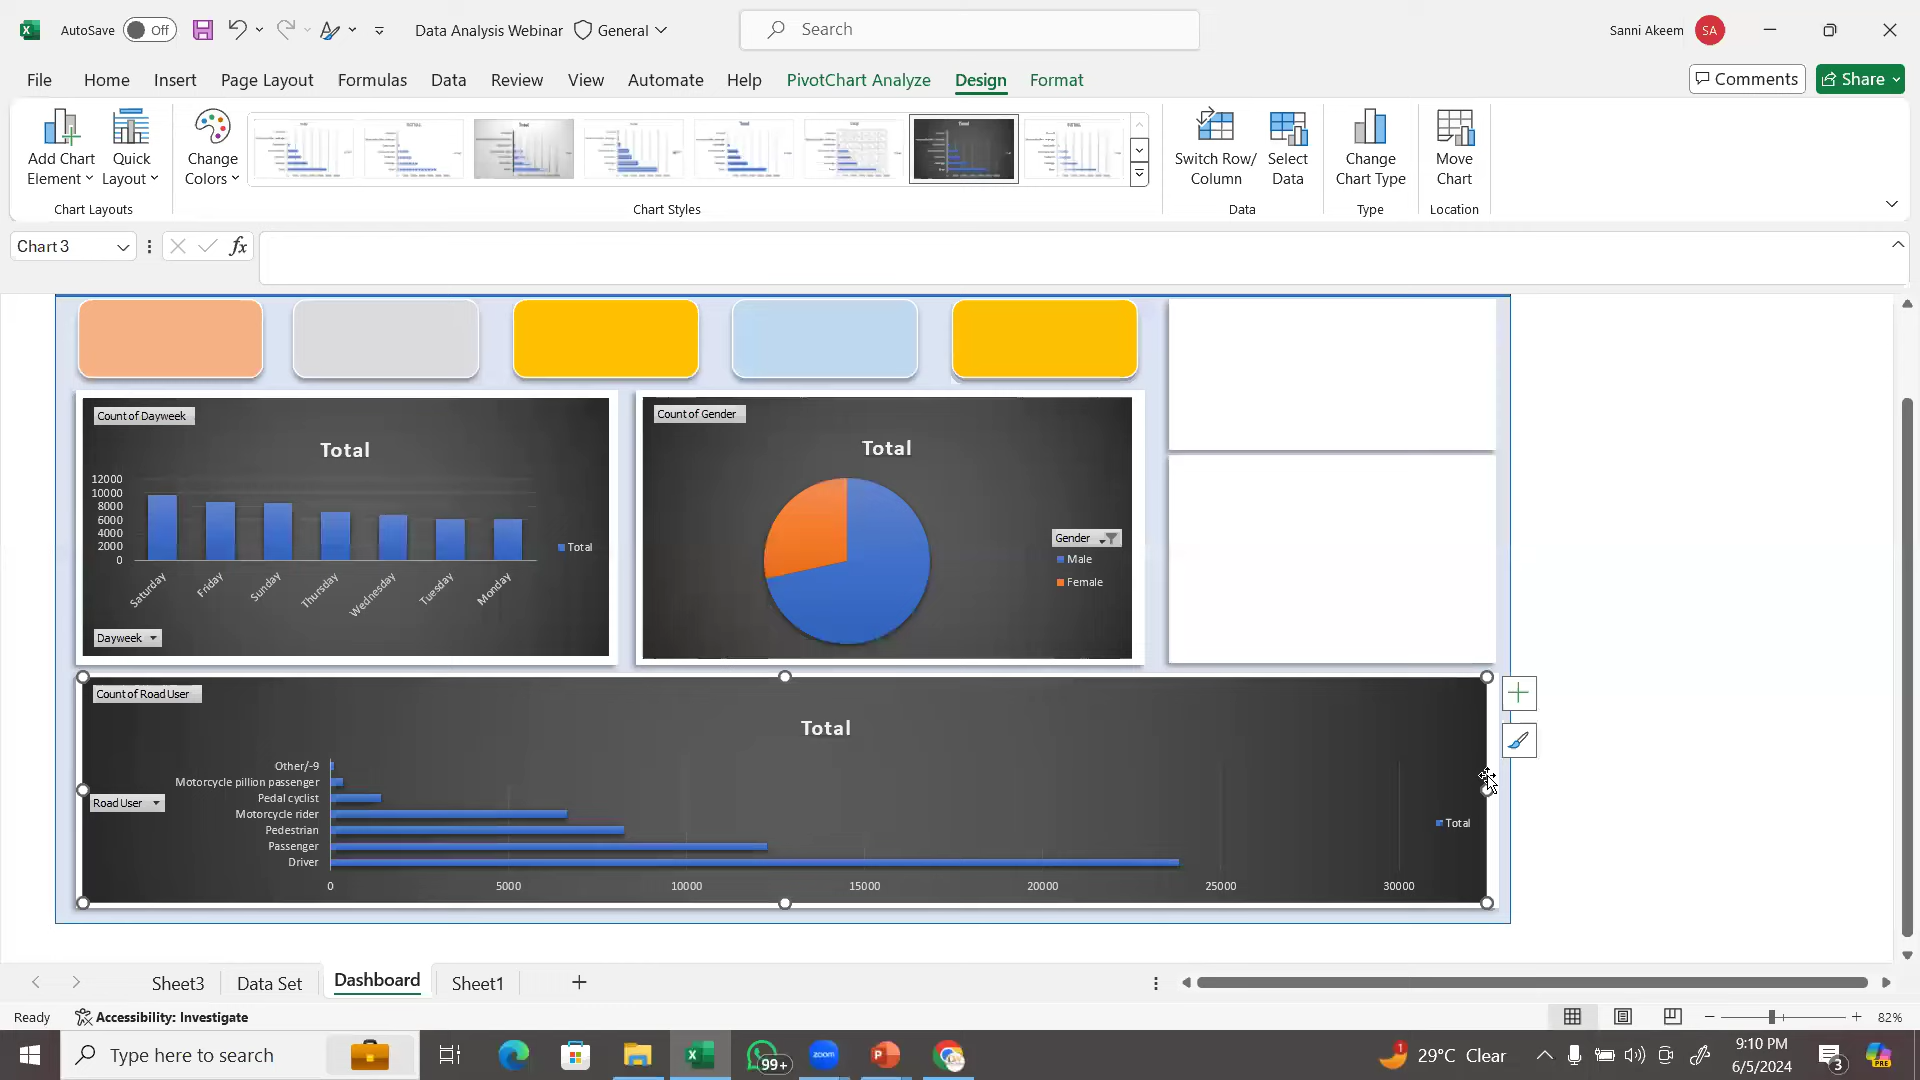 AutoSave Off Data Analysis Webinar General Search Sanni Akeem SA
File Home Insert Page Layout Formulas Data Review View Automate Help PivotChart Analyze Design Format Comments Share
Add Chart
Element
Quick
Layout
Change
Colors
Switch Row/
Column
Select
Data
Change
Chart Type
Move
Chart
Chart Layouts Chart Styles Data Type Location
Chart 3 fx
Count of Dayweek
Total
12000
10000
8000
6000
4000
2000
0
Saturday Friday Sunday Thursday Wednesday Tuesday Monday
Total
Dayweek
Count of Gender
Total
Gender
Male
Female
Count of Road User
Total
Other/-9
Motorcycle pillion passenger
Pedal cyclist
Motorcycle rider
Pedestrian
Passenger
Driver
Road User
0 5000 10000 15000 20000 25000 30000
Total
Sheet3 Data Set Dashboard Sheet1
Ready Accessibility: Investigate 82%
Type here to search
99+
zoom
1
29°C Clear
9:10 PM
6/5/2024
3
PRE